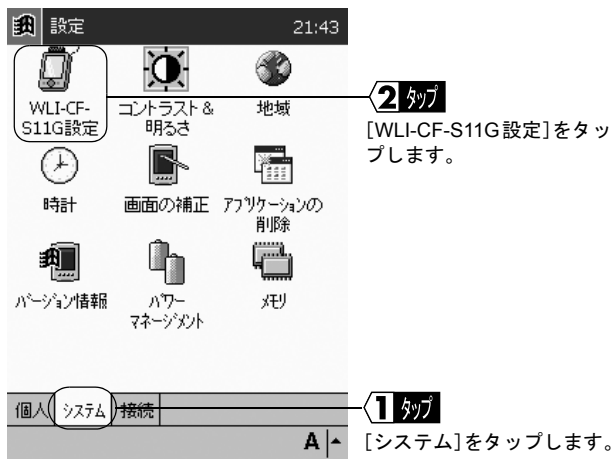 設定 21:43
WLI-CF-
S11G設定
コントラスト &
明るさ
地域
時計
画面の補正
アプリケーションの
削除
バージョン情報
パワー
マネージメント
メモリ
2 タップ
[WLI-CF-S11G設定]をタッ
プします。
個人 システム 接続
A
1 タップ
[システム]をタップします。